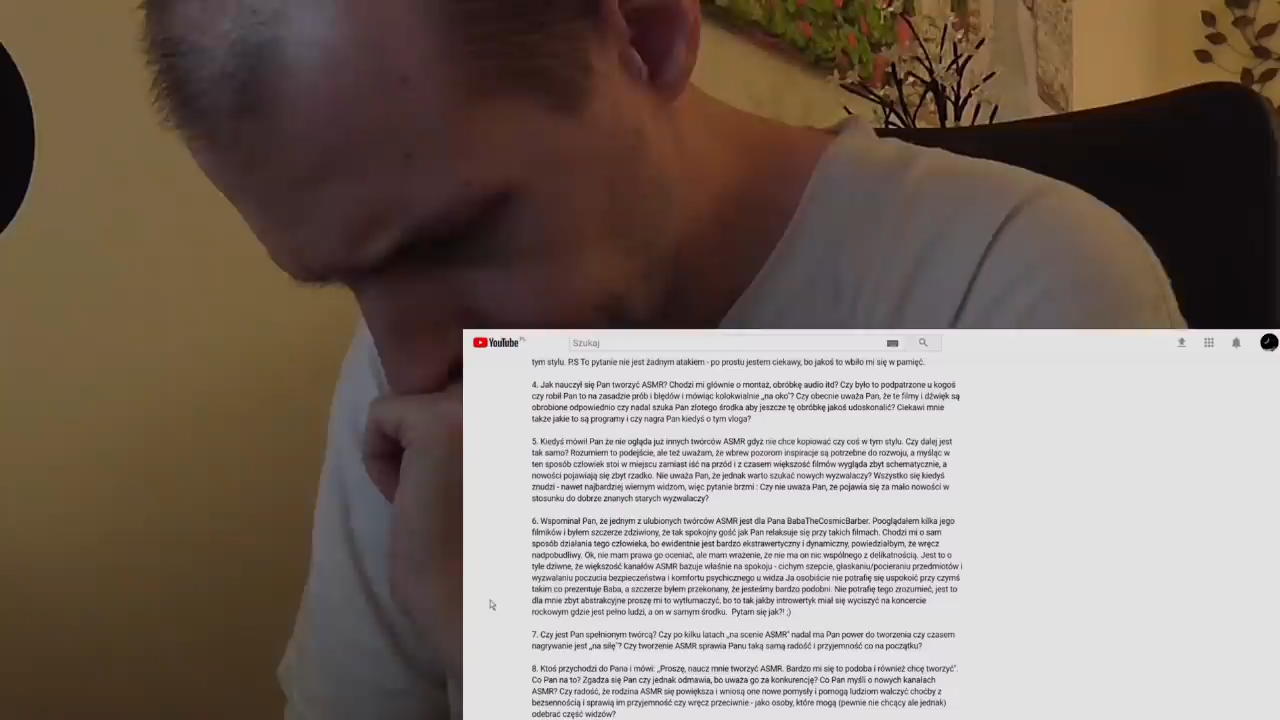 YouTube PL
Szukaj
tym stylu. P.S To pytanie nie jest żadnym atakiem - po prostu jestem ciekawy, bo jakoś to wbiło mi się w pamięć.
4. Jak nauczył się Pan tworzyć ASMR? Chodzi mi głównie o montaż, obróbkę audio itd? Czy było to podpatrzone u kogoś
czy robił Pan to na zasadzie prób i błędów i mówiąc kolokwialnie „na oko"? Czy obecnie uważa Pan, że te filmy i dźwięk są
obrobione odpowiednio czy nadal szuka Pan złotego środka aby jeszcze tę obróbkę jakoś udoskonalić? Ciekawi mnie
także jakie to są programy i czy nagra Pan kiedyś o tym vloga?
5. Kiedyś mówił Pan że nie ogląda już innych twórców ASMR gdyż nie chce kopiować czy coś w tym stylu. Czy dalej jest
tak samo? Rozumiem to podejście, ale też uważam, że wbrew pozorom inspiracje są potrzebne do rozwoju, a myśląc w
ten sposób człowiek stoi w miejscu zamiast iść na przód i z czasem większość filmów wygląda zbyt schematycznie, a
nowości pojawiają się zbyt rzadko. Nie uważa Pan, że jednak warto szukać nowych wyzwalaczy? Wszystko się kiedyś
znudzi - nawet najbardziej wiernym widzom, więc pytanie brzmi : Czy nie uważa Pan, że pojawia się za mało nowości w
stosunku do dobrze znanych starych wyzwalaczy?
6. Wspominał Pan, że jednym z ulubionych twórców ASMR jest dla Pana BabaTheCosmicBarber. Pooglądałem kilka jego
filmików i byłem szczerze zdziwiony, że tak spokojny gość jak Pan relaksuje się przy takich filmach. Chodzi mi o sam
sposób działania tego człowieka, bo ewidentnie jest bardzo ekstrawertyczny i dynamiczny, powiedziałbym, że wręcz
nadpobudliwy. Ok, nie mam prawa go oceniać, ale mam wrażenie, że nie ma on nic wspólnego z delikatnością. Jest to o
tyle dziwne, że większość kanałów ASMR bazuje właśnie na spokoju - cichym szepcie, głaskaniu/pocieraniu przedmiotów i
wyzwalaniu poczucia bezpieczeństwa i komfortu psychicznego u widza Ja osobiście nie potrafię się uspokoić przy czymś
takim co prezentuje Baba, a szczerze byłem przekonany, że jesteśmy bardzo podobni. Nie potrafię tego zrozumieć, jest to
dla mnie zbyt abstrakcyjne proszę mi to wytłumaczyć, bo to tak jakby introwertyk miał się wyciszyć na koncercie
rockowym gdzie jest pełno ludzi, a on w samym środku. Pytam się jak?! ;)
7. Czy jest Pan spełnionym twórcą? Czy po kilku latach „na scenie ASMR" nadal ma Pan power do tworzenia czy czasem
nagrywanie jest „na siłę"? Czy tworzenie ASMR sprawia Panu taką samą radość i przyjemność co na początku?
8. Ktoś przychodzi do Pana i mówi: „Proszę, naucz mnie tworzyć ASMR. Bardzo mi się to podoba i również chcę tworzyć".
Co Pan na to? Zgadza się Pan czy jednak odmawia, bo uważa go za konkurencję? Co Pan myśli o nowych kanałach
ASMR? Czy radość, że rodzina ASMR się powiększa i wniosą one nowe pomysły i pomogą ludziom walczyć choćby z
bezsennością i sprawią im przyjemność czy wręcz przeciwnie - jako osoby, które mogą (pewnie nie chcący ale jednak)
odebrać część widzów?